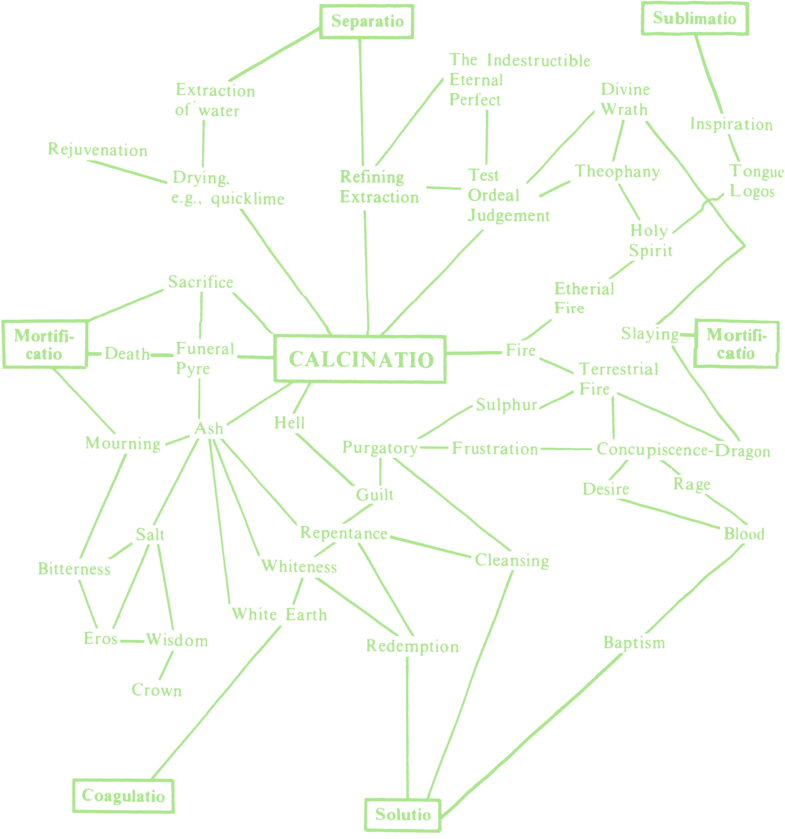 Separatio
Sublimatio
The Indestructible
Eternal
Perfect
Extraction
of water
Divine
Wrath
Inspiration
Rejuvenation
Drying,
e.g., quicklime
Refining
Extraction
Test
Ordeal
Judgement
Theophany
Tongue
Logos
Holy
Spirit
Sacrifice
Etherial
Fire
Mortifi-
catio
Death
Funeral
Pyre
CALCINATIO
Fire
Slaying
Mortifi-
catio
Terrestrial
Fire
Sulphur
Hell
Ash
Mourning
Purgatory
Frustration
Concupiscence-Dragon
Guilt
Desire
Rage
Salt
Repentance
Blood
Bitterness
Whiteness
Cleansing
White Earth
Eros
Wisdom
Redemption
Baptism
Crown
Coagulatio
Solutio